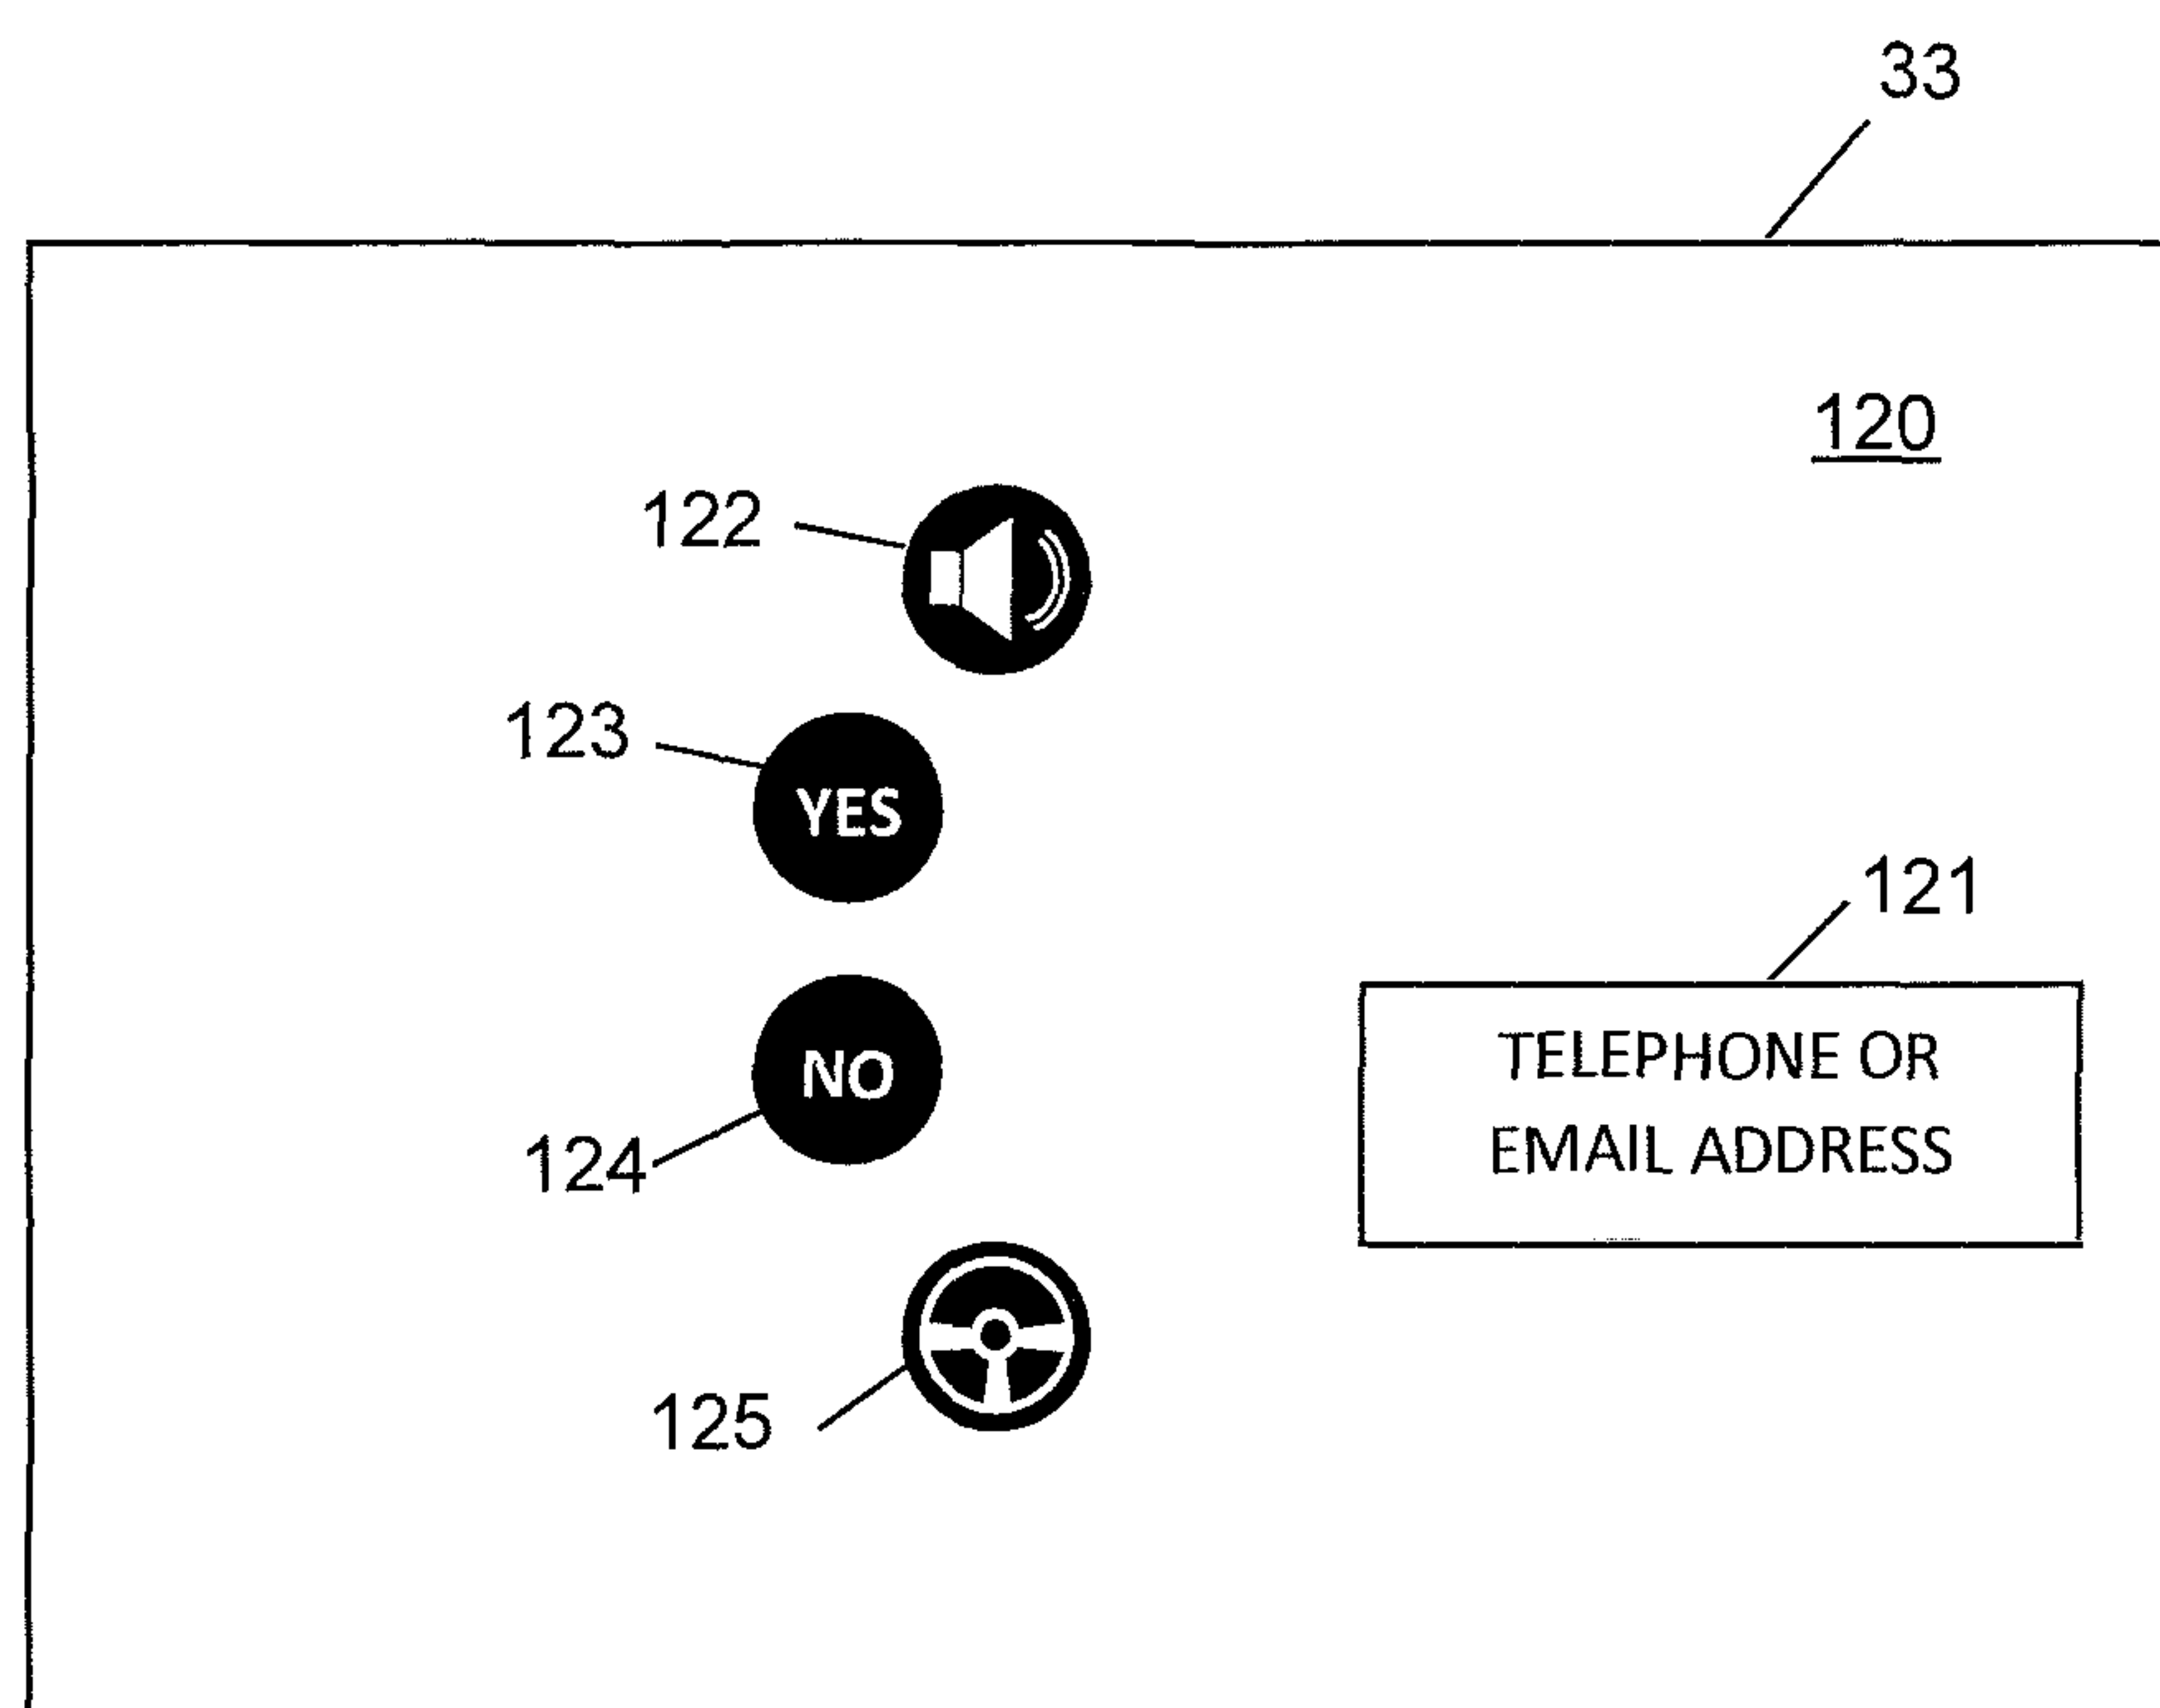 33
120
122
123
YES
121
NO
TELEPHONE OR
EMAIL ADDRESS
124
125